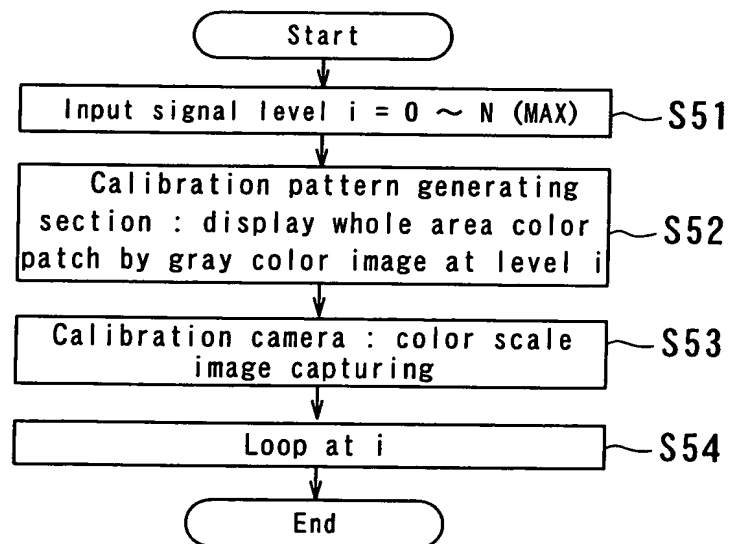 Start
Input signal level i = 0 ~ N (MAX)
S51
Calibration pattern generating
section : display whole area color
patch by gray color image at level i
S52
Calibration camera : color scale
image capturing
S53
Loop at i
S54
End